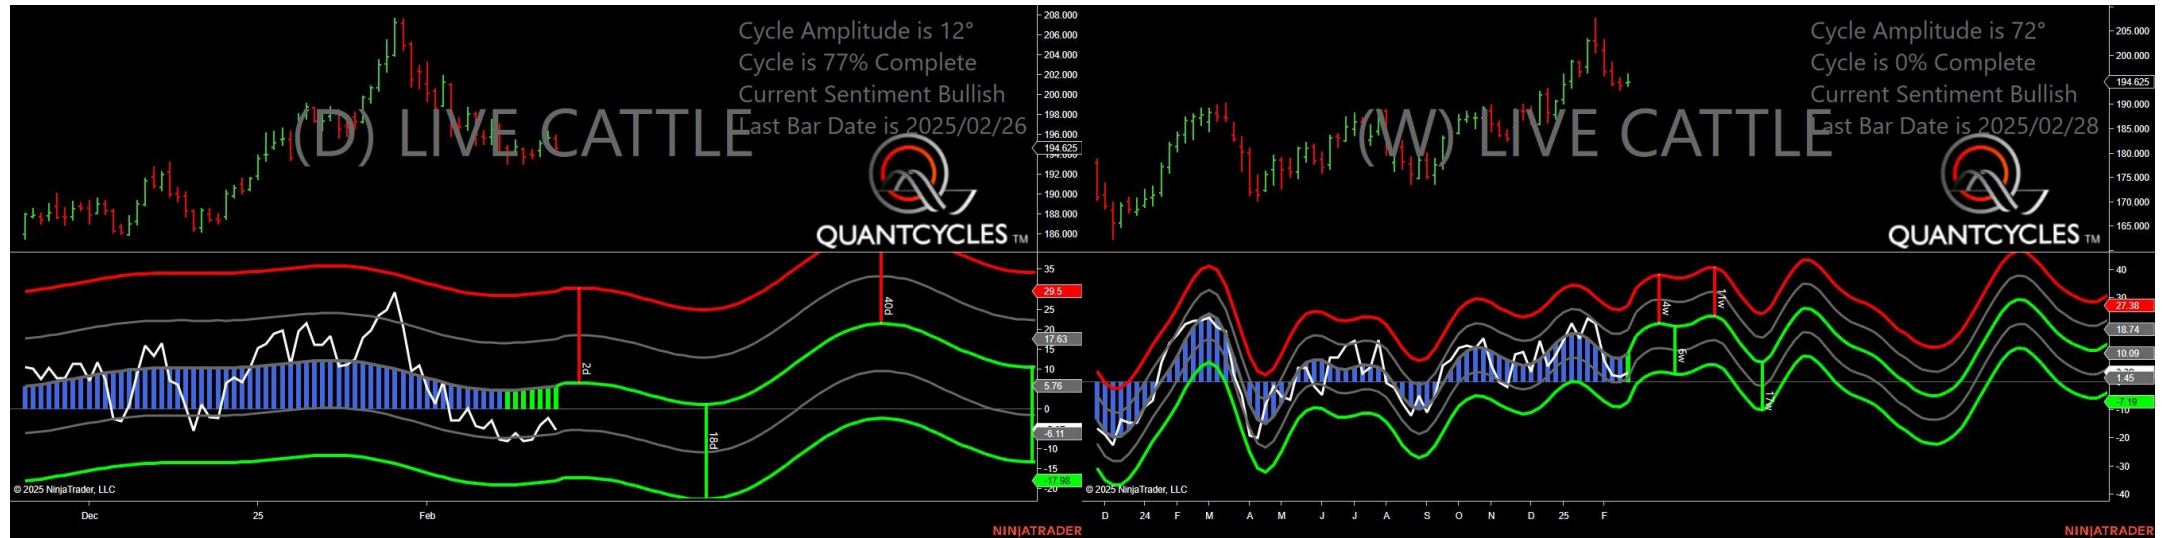 Cycle Amplitude is 12°
Cycle is 77% Complete
Current Sentiment Bullish
Last Bar Date is 2025/02/26
(D) LIVE CATTLE
QUANTCYCLES TM
208.000
206.000
204.000
202.000
200.000
198.000
196.000
194.625
192.000
190.000
188.000
186.000
35
29.5
25
20
17.63
15
10
5.76
0
-6.11
-10
-15
-17.98
-20
2d
18d
40d
© 2025 NinjaTrader, LLC
Dec
25
Feb
NINJATRADER
Cycle Amplitude is 72°
Cycle is 0% Complete
Current Sentiment Bullish
Last Bar Date is 2025/02/28
(W) LIVE CATTLE
QUANTCYCLES TM
205.000
200.000
194.625
190.000
185.000
180.000
175.000
170.000
165.000
40
30
27.38
18.74
10.09
1.45
-7.19
-10
-20
-30
-40
4w
6w
11w
17w
© 2025 NinjaTrader, LLC
D 24 F M A M J J A S O N D 25 F
NINJATRADER